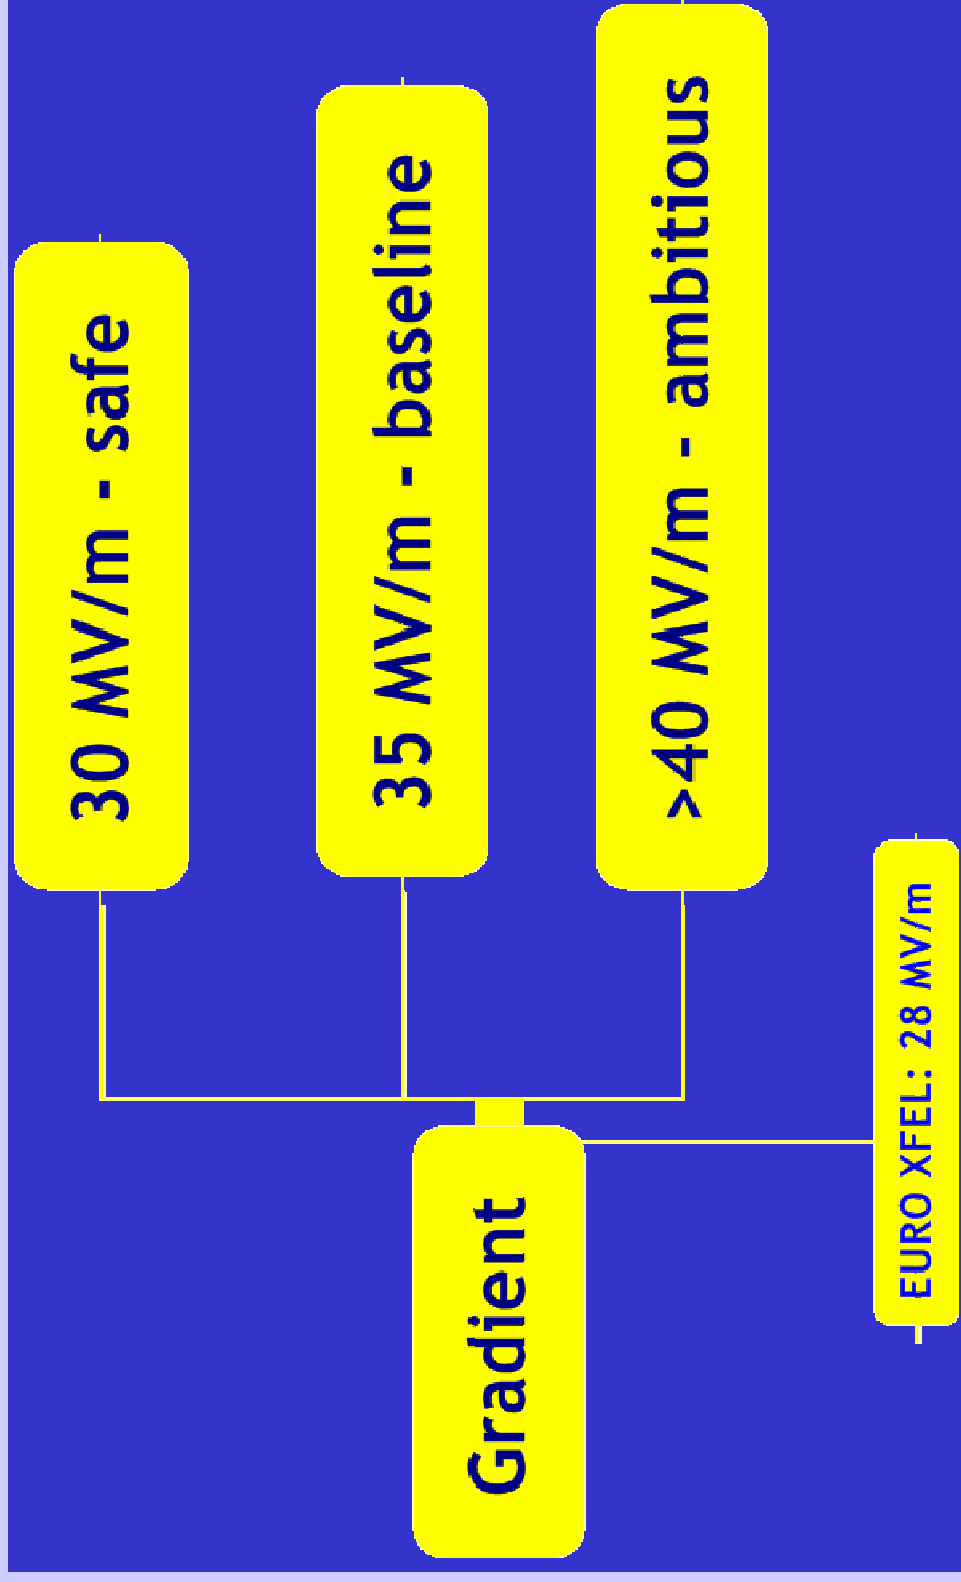 Gradient
30 MV/m - safe
35 MV/m - baseline
>40 MV/m - ambitious
EURO XFEL: 28 MV/m